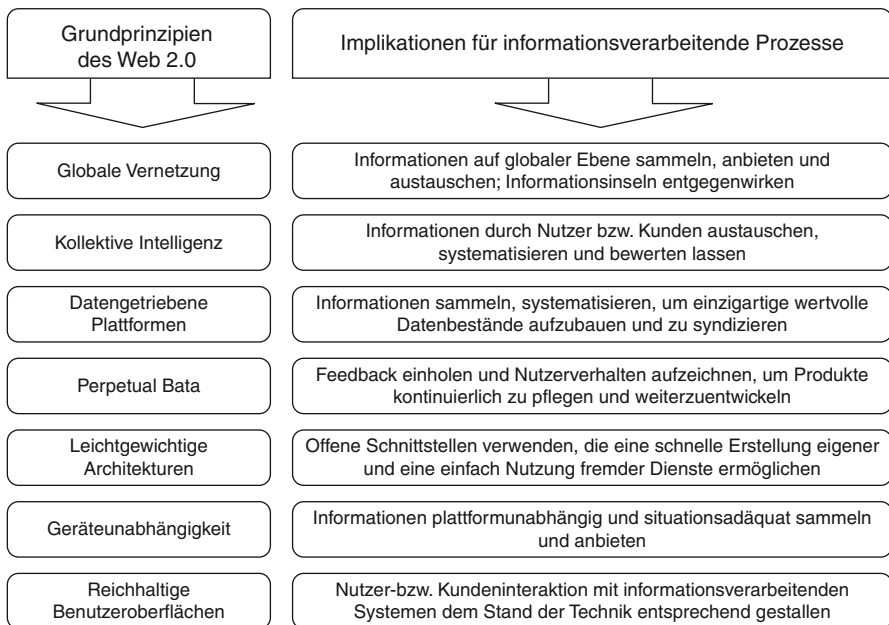 Grundprinzipien
des Web 2.0
Implikationen für informationsverarbeitende Prozesse
Globale Vernetzung
Informationen auf globaler Ebene sammeln, anbieten und
austauschen; Informationsinseln entgegenwirken
Kollektive Intelligenz
Informationen durch Nutzer bzw. Kunden austauschen,
systematisieren und bewerten lassen
Datengetriebene
Plattformen
Informationen sammeln, systematisieren, um einzigartige wertvolle
Datenbestände aufzubauen und zu syndizieren
Perpetual Bata
Feedback einholen und Nutzerverhalten aufzeichnen, um Produkte
kontinuierlich zu pflegen und weiterzuentwickeln
Leichtgewichtige
Architekturen
Offene Schnittstellen verwenden, die eine schnelle Erstellung eigener
und eine einfach Nutzung fremder Dienste ermöglichen
Geräteunabhängigkeit
Informationen plattformunabhängig und situationsadäquat sammeln
und anbieten
Reichhaltige
Benutzeroberflächen
Nutzer-bzw. Kundeninteraktion mit informationsverarbeitenden
Systemen dem Stand der Technik entsprechend gestallen